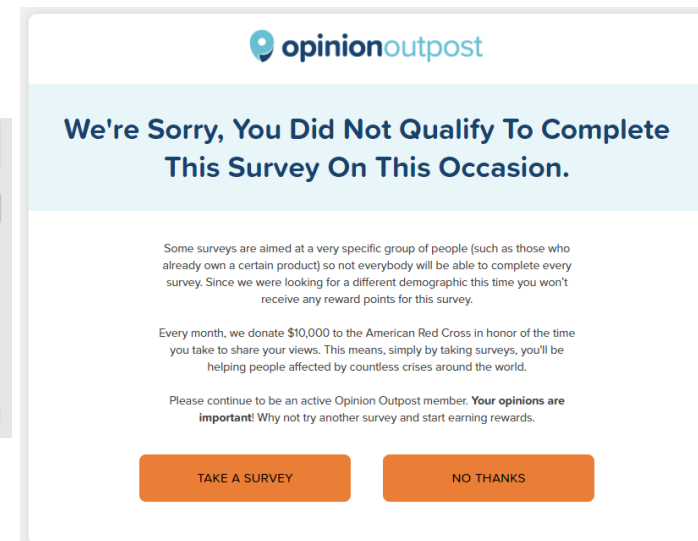 opinionoutpost
We're Sorry, You Did Not Qualify To Complete
This Survey On This Occasion.
Some surveys are aimed at a very specific group of people (such as those who
already own a certain product) so not everybody will be able to complete every
survey. Since we were looking for a different demographic this time you won't
receive any reward points for this survey.
Every month, we donate $10,000 to the American Red Cross in honor of the time
you take to share your views. This means, simply by taking surveys, you'll be
helping people affected by countless crises around the world.
Please continue to be an active Opinion Outpost member. Your opinions are
important! Why not try another survey and start earning rewards.
TAKE A SURVEY
NO THANKS